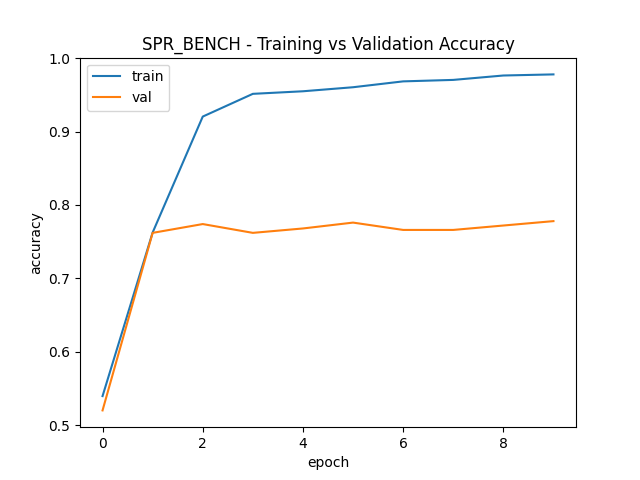 SPR_BENCH - Training vs Validation Accuracy
train
val
accuracy
1.0
0.9
0.8
0.7
0.6
0.5
0
2
4
6
8
epoch